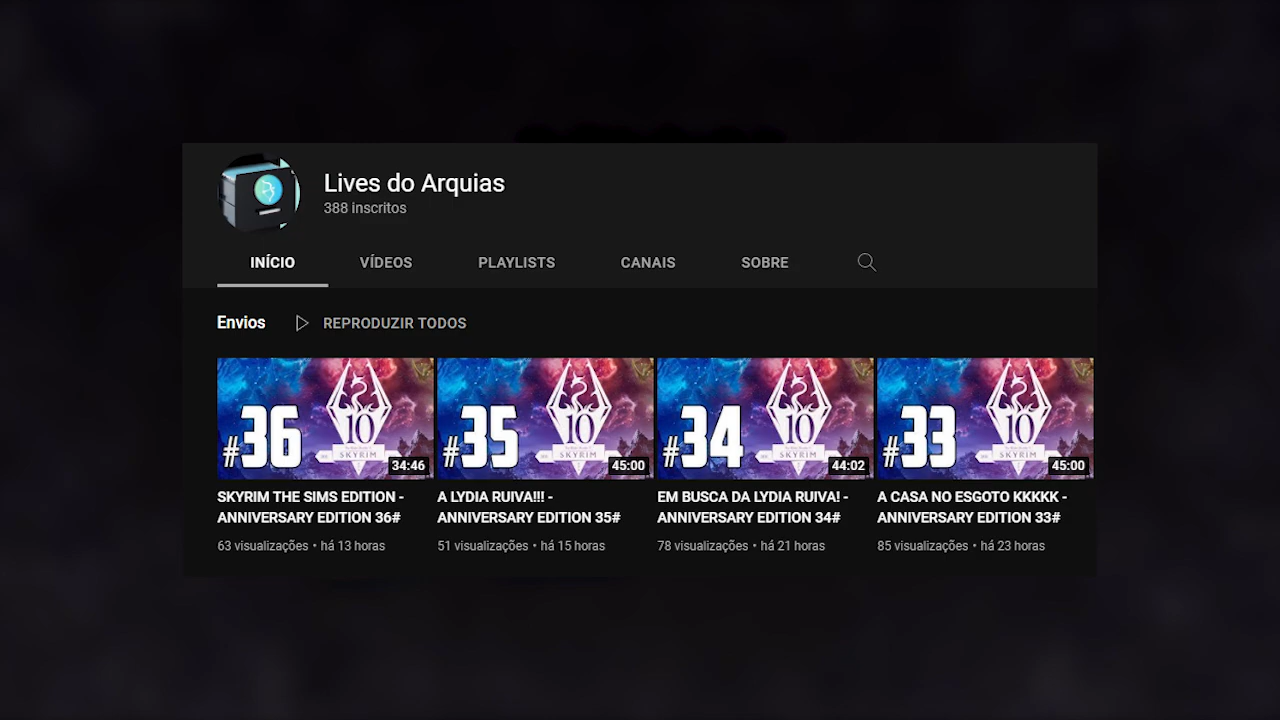 Lives do Arquias
388 inscritos
INÍCIO VÍDEOS PLAYLISTS CANAIS SOBRE
Envios REPRODUZIR TODOS
#36 10 SKYRIM 34:46
#35 10 SKYRIM 45:00
#34 10 SKYRIM 44:02
#33 10 SKYRIM 45:00
SKYRIM THE SIMS EDITION -
ANNIVERSARY EDITION 36#
63 visualizações • há 13 horas
A LYDIA RUIVA!!! -
ANNIVERSARY EDITION 35#
51 visualizações • há 15 horas
EM BUSCA DA LYDIA RUIVA! -
ANNIVERSARY EDITION 34#
78 visualizações • há 21 horas
A CASA NO ESGOTO KKKKK -
ANNIVERSARY EDITION 33#
85 visualizações • há 23 horas